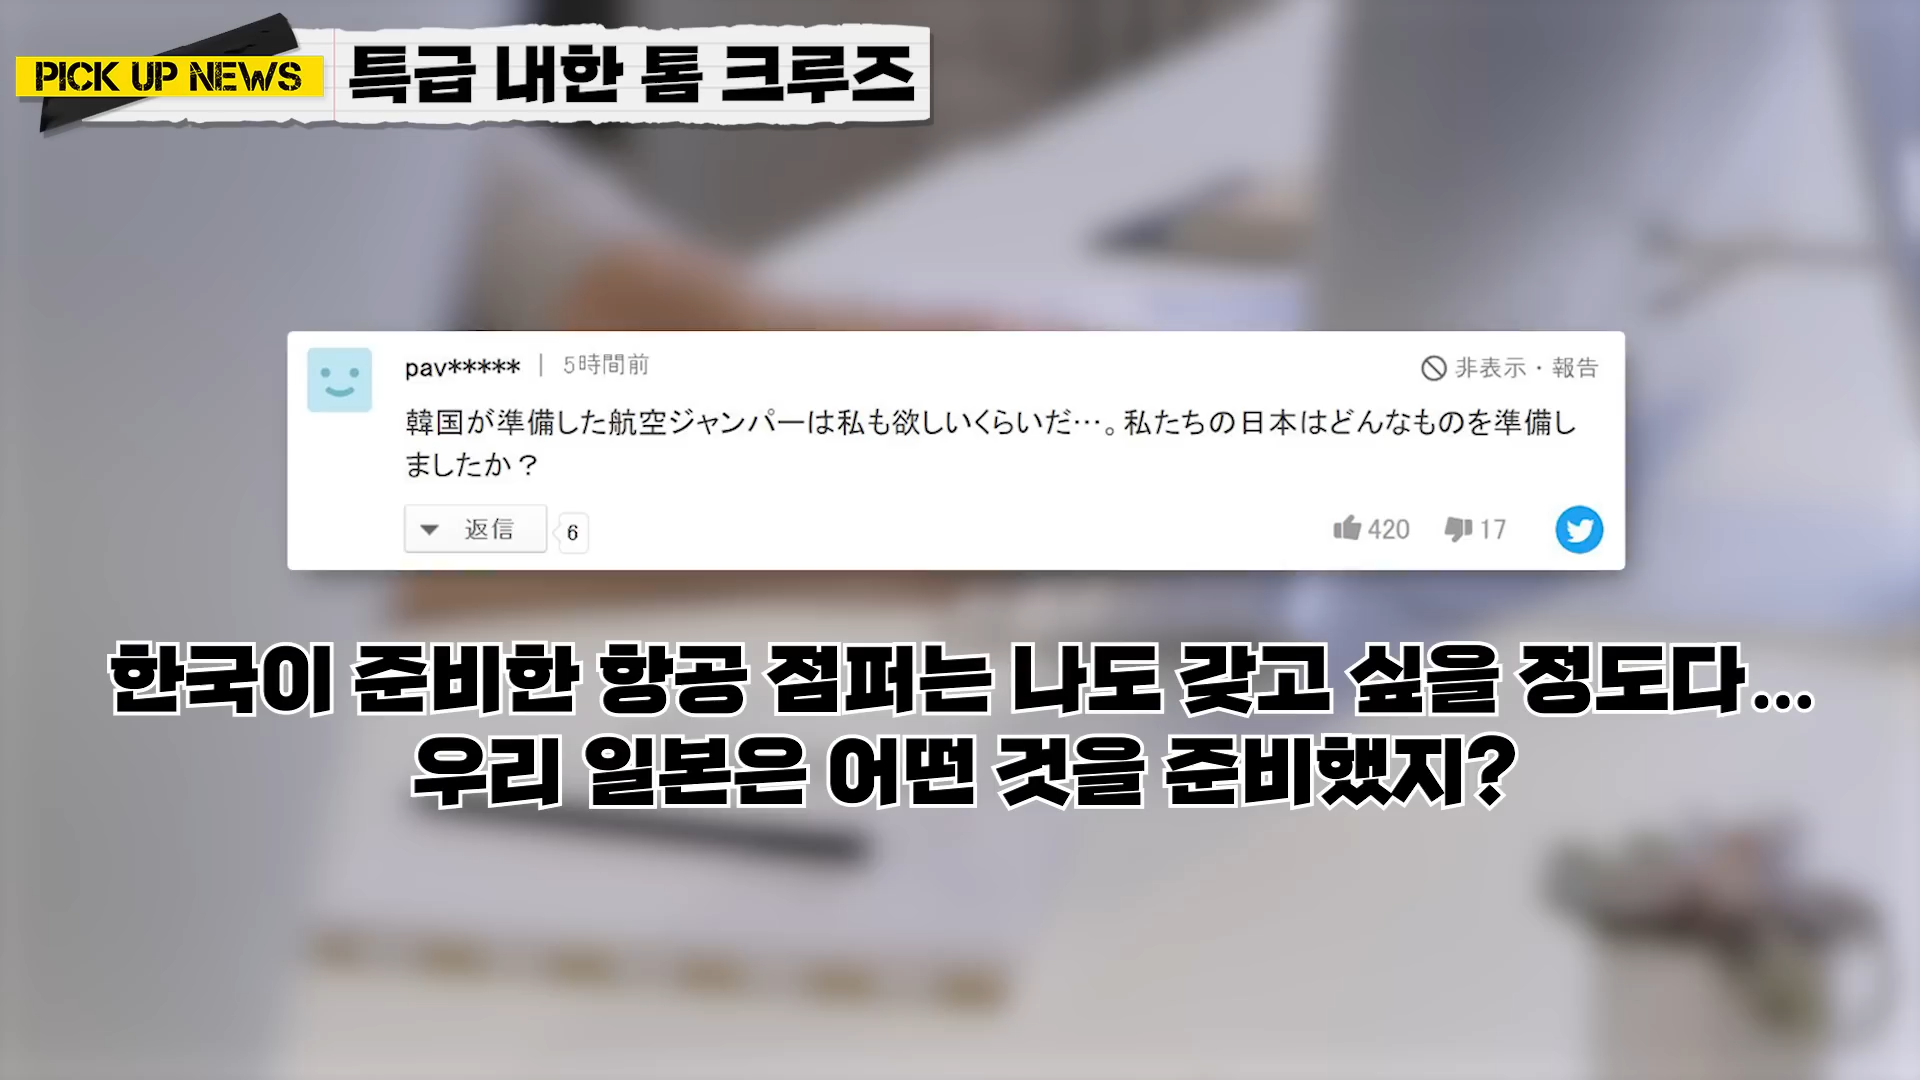 PICK UP NEWS
특급 내한 톰 크루즈
pav***** | 5時間前
非表示・報告
韓国が準備した航空ジャンパーは私も欲しいくらいだ…。私たちの日本はどんなものを準備し
ましたか？
返信
6
420
17
한국이 준비한 항공 점퍼는 나도 갖고 싶을 정도다...
우리 일본은 어떤 것을 준비했지?